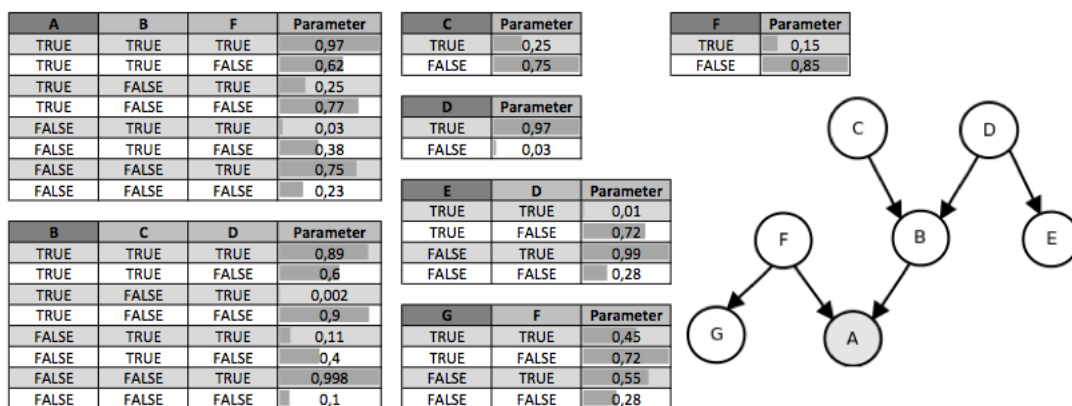 A B F Parameter
TRUE TRUE TRUE 0,97
TRUE TRUE FALSE 0,62
TRUE FALSE TRUE 0,25
TRUE FALSE FALSE 0,77
FALSE TRUE TRUE 0,03
FALSE TRUE FALSE 0,38
FALSE FALSE TRUE 0,75
FALSE FALSE FALSE 0,23
B C D Parameter
TRUE TRUE TRUE 0,89
TRUE TRUE FALSE 0,6
TRUE FALSE TRUE 0,002
TRUE FALSE FALSE 0,9
FALSE TRUE TRUE 0,11
FALSE TRUE FALSE 0,4
FALSE FALSE TRUE 0,998
FALSE FALSE FALSE 0,1
C Parameter
TRUE 0,25
FALSE 0,75
D Parameter
TRUE 0,97
FALSE 0,03
E D Parameter
TRUE TRUE 0,01
TRUE FALSE 0,72
FALSE TRUE 0,99
FALSE FALSE 0,28
G F Parameter
TRUE TRUE 0,45
TRUE FALSE 0,72
FALSE TRUE 0,55
FALSE FALSE 0,28
F Parameter
TRUE 0,15
FALSE 0,85
C D
F B E
G A